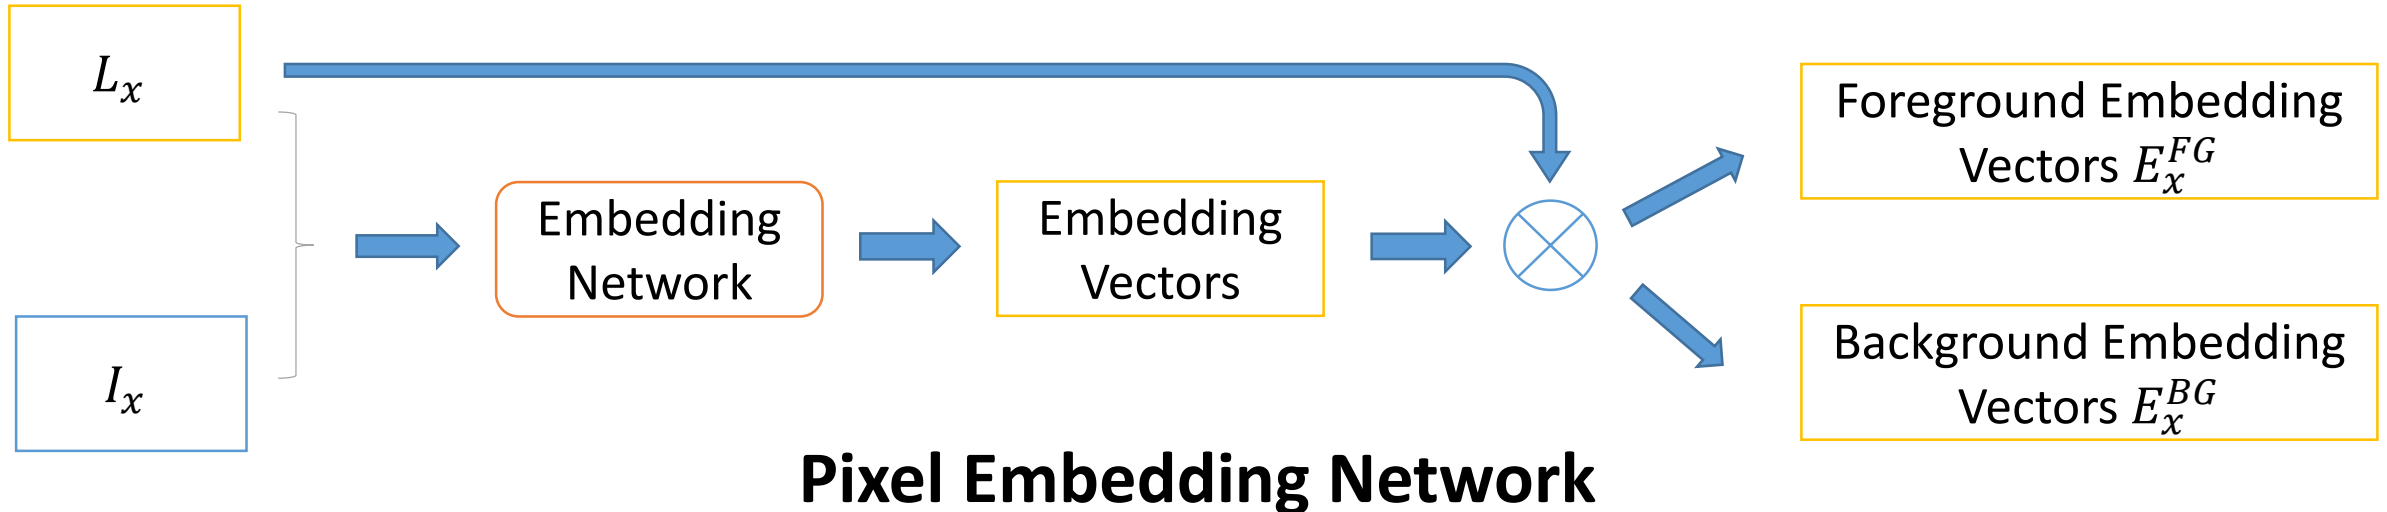 $L_x$
$I_x$
Embedding
Network
Embedding
Vectors
Foreground Embedding
Vectors $E_x^{FG}$
Background Embedding
Vectors $E_x^{BG}$
Pixel Embedding Network